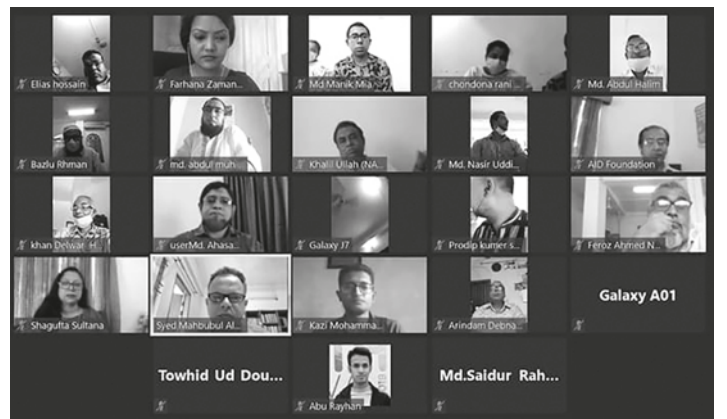 Elias hossain
Farhana Zaman...
Md Manik Mia
chondona rani ...
Md. Abdul Halim
Bazlu Rhman
md. abdul muh...
Khalil Ullah (NA...
Md. Nasir Uddi...
AID Foundation
khan Delwar H...
userMd. Ahasa...
Galaxy J7
Prodip kumer s...
Feroz Ahmed N...
Shagufta Sultana
Syed Mahbubul Al...
Kazi Mohamma...
Arindam Debna...
Galaxy A01
Towhid Ud Dou...
Abu Rayhan
Md.Saidur Rah...